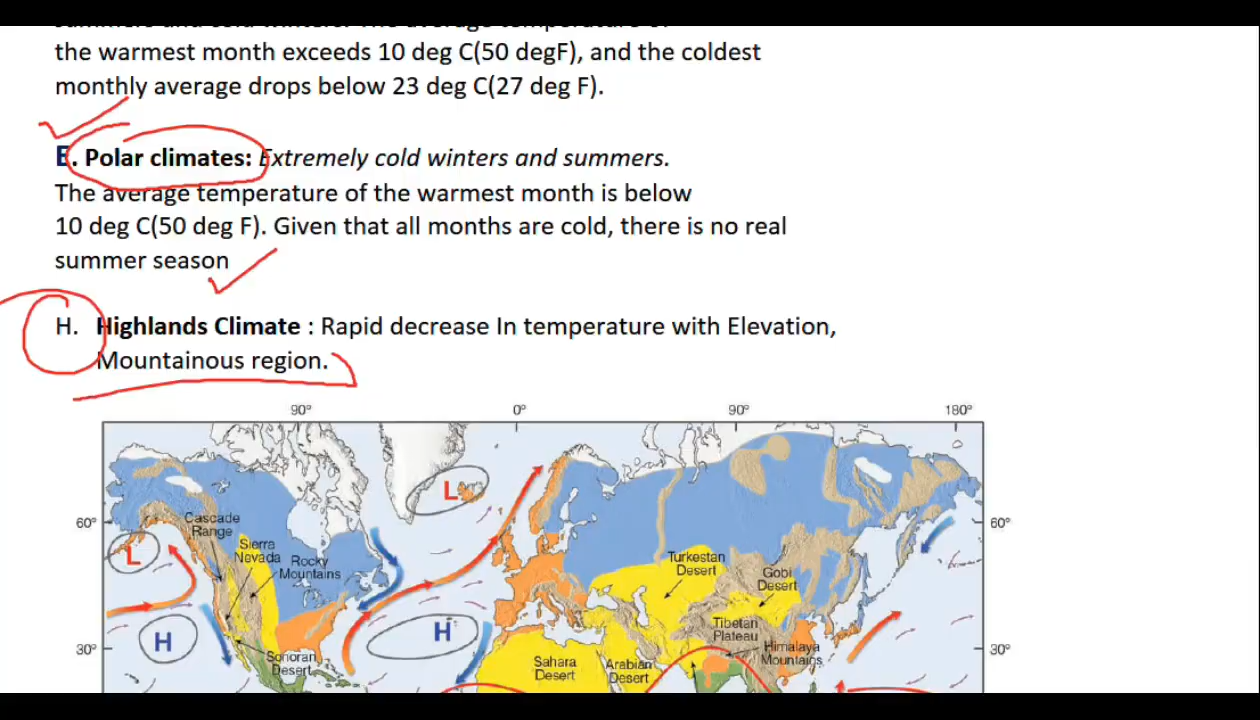 the warmest month exceeds 10 deg C(50 degF), and the coldest
monthly average drops below 23 deg C(27 deg F).
E. Polar climates: Extremely cold winters and summers.
The average temperature of the warmest month is below
10 deg C(50 deg F). Given that all months are cold, there is no real
summer season
H. Highlands Climate : Rapid decrease In temperature with Elevation,
Mountainous region.
90° 0° 90° 180°
L
Cascade
Range
60° 60°
L
Sierra
Nevada
Rocky
Mountains
Turkestan
Desert
Gobi
Desert
H
H
Tibetan
Plateau
30° 30°
Himalaya
Mountains
Sonoran
Desert
Sahara
Desert
Arabian
Desert